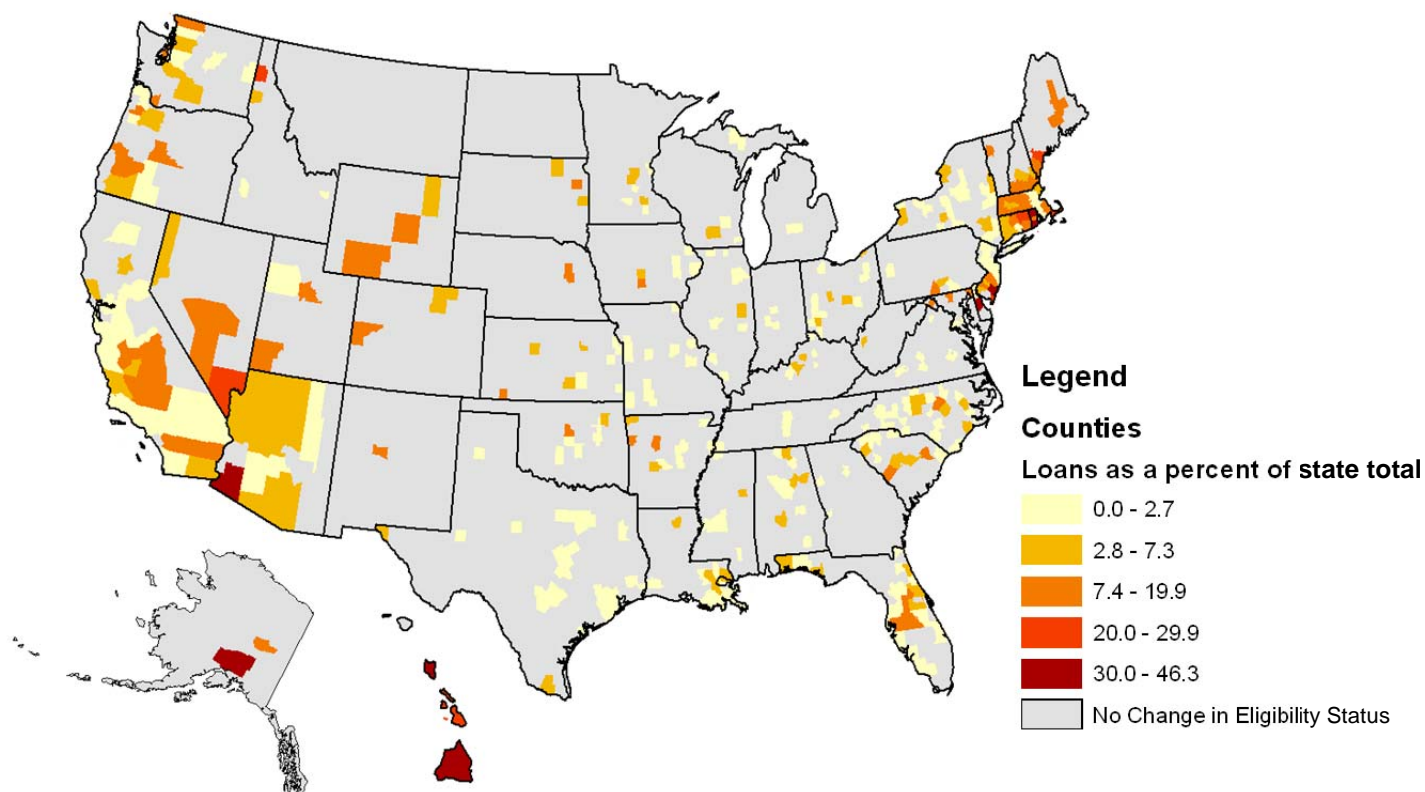 Legend
Counties
Loans as a percent of state total
0.0 - 2.7
2.8 - 7.3
7.4 - 19.9
20.0 - 29.9
30.0 - 46.3
No Change in Eligibility Status